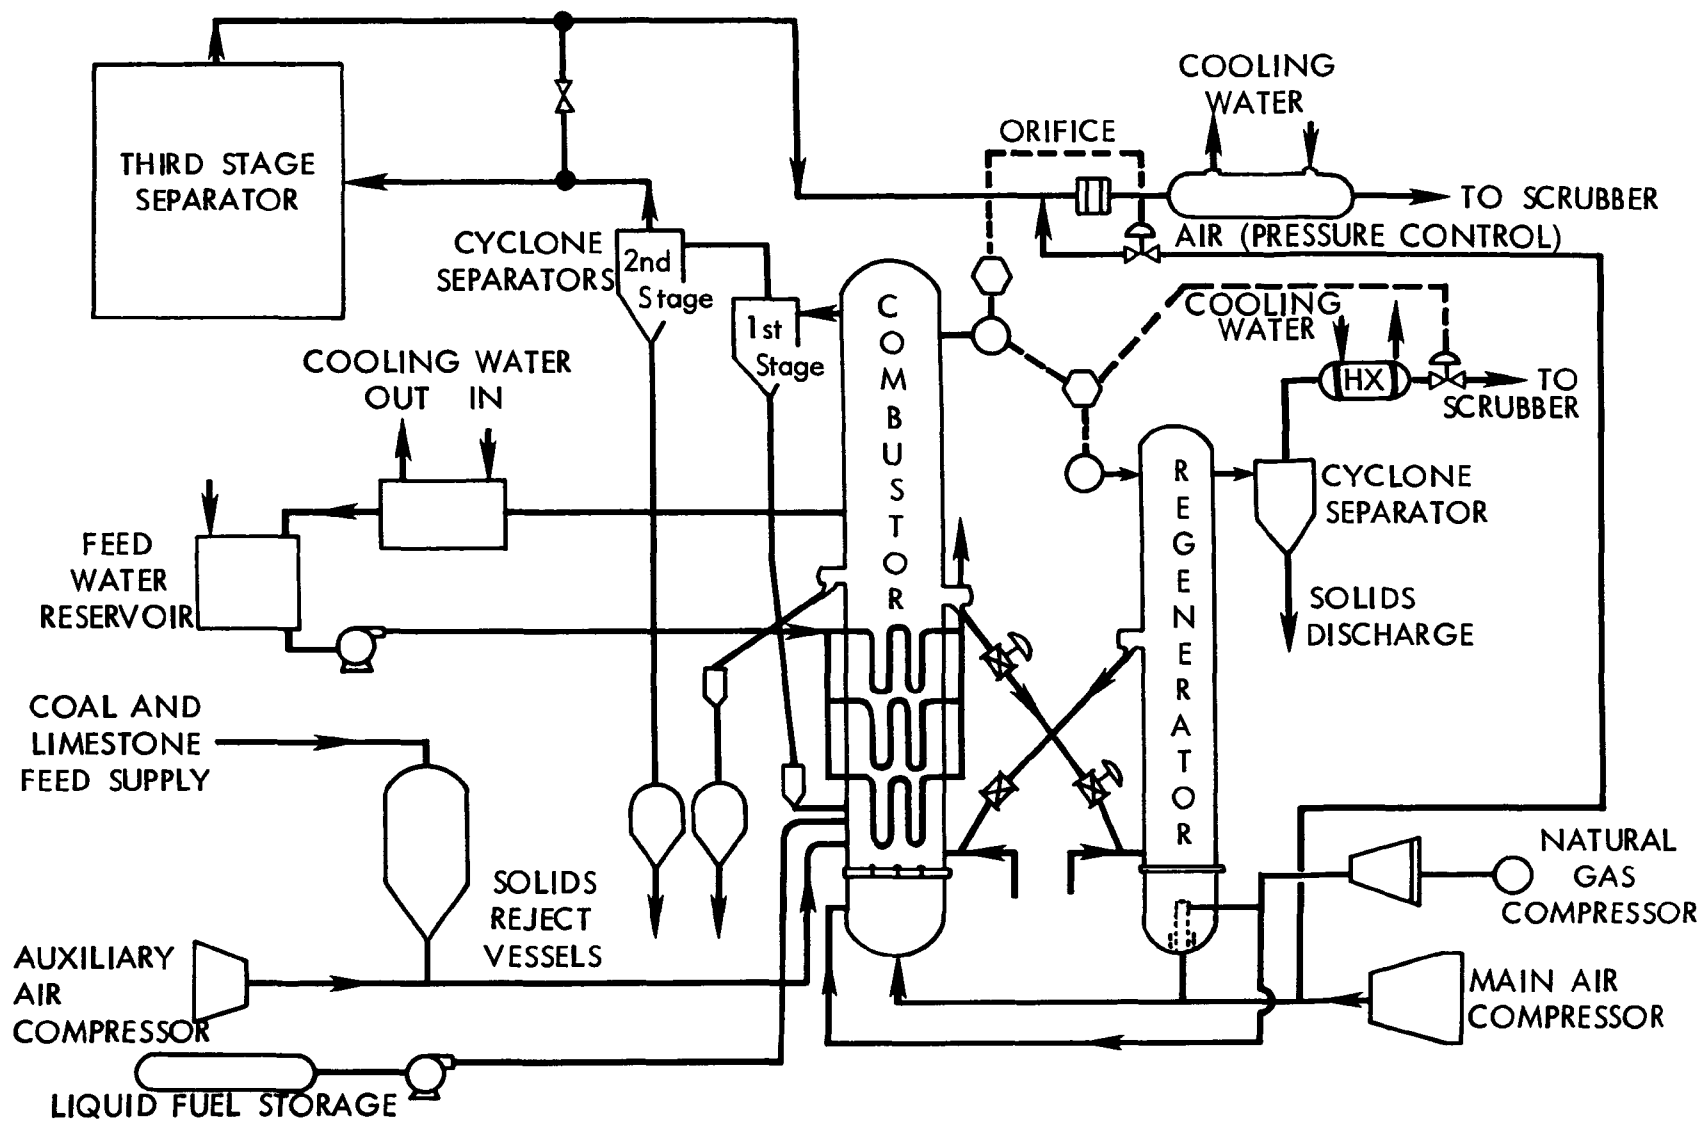 COOLING
WATER
ORIFICE
THIRD STAGE
SEPARATOR
TO SCRUBBER
AIR (PRESSURE CONTROL)
CYCLONE
SEPARATORS
2nd
Stage
1st
Stage
COMBUSTOR
COOLING
WATER
HX
TO
SCRUBBER
COOLING WATER
OUT IN
REGENERATOR
CYCLONE
SEPARATOR
FEED
WATER
RESERVOIR
SOLIDS
DISCHARGE
COAL AND
LIMESTONE
FEED SUPPLY
NATURAL
GAS
COMPRESSOR
SOLIDS
REJECT
VESSELS
AUXILIARY
AIR
COMPRESSOR
MAIN AIR
COMPRESSOR
LIQUID FUEL STORAGE